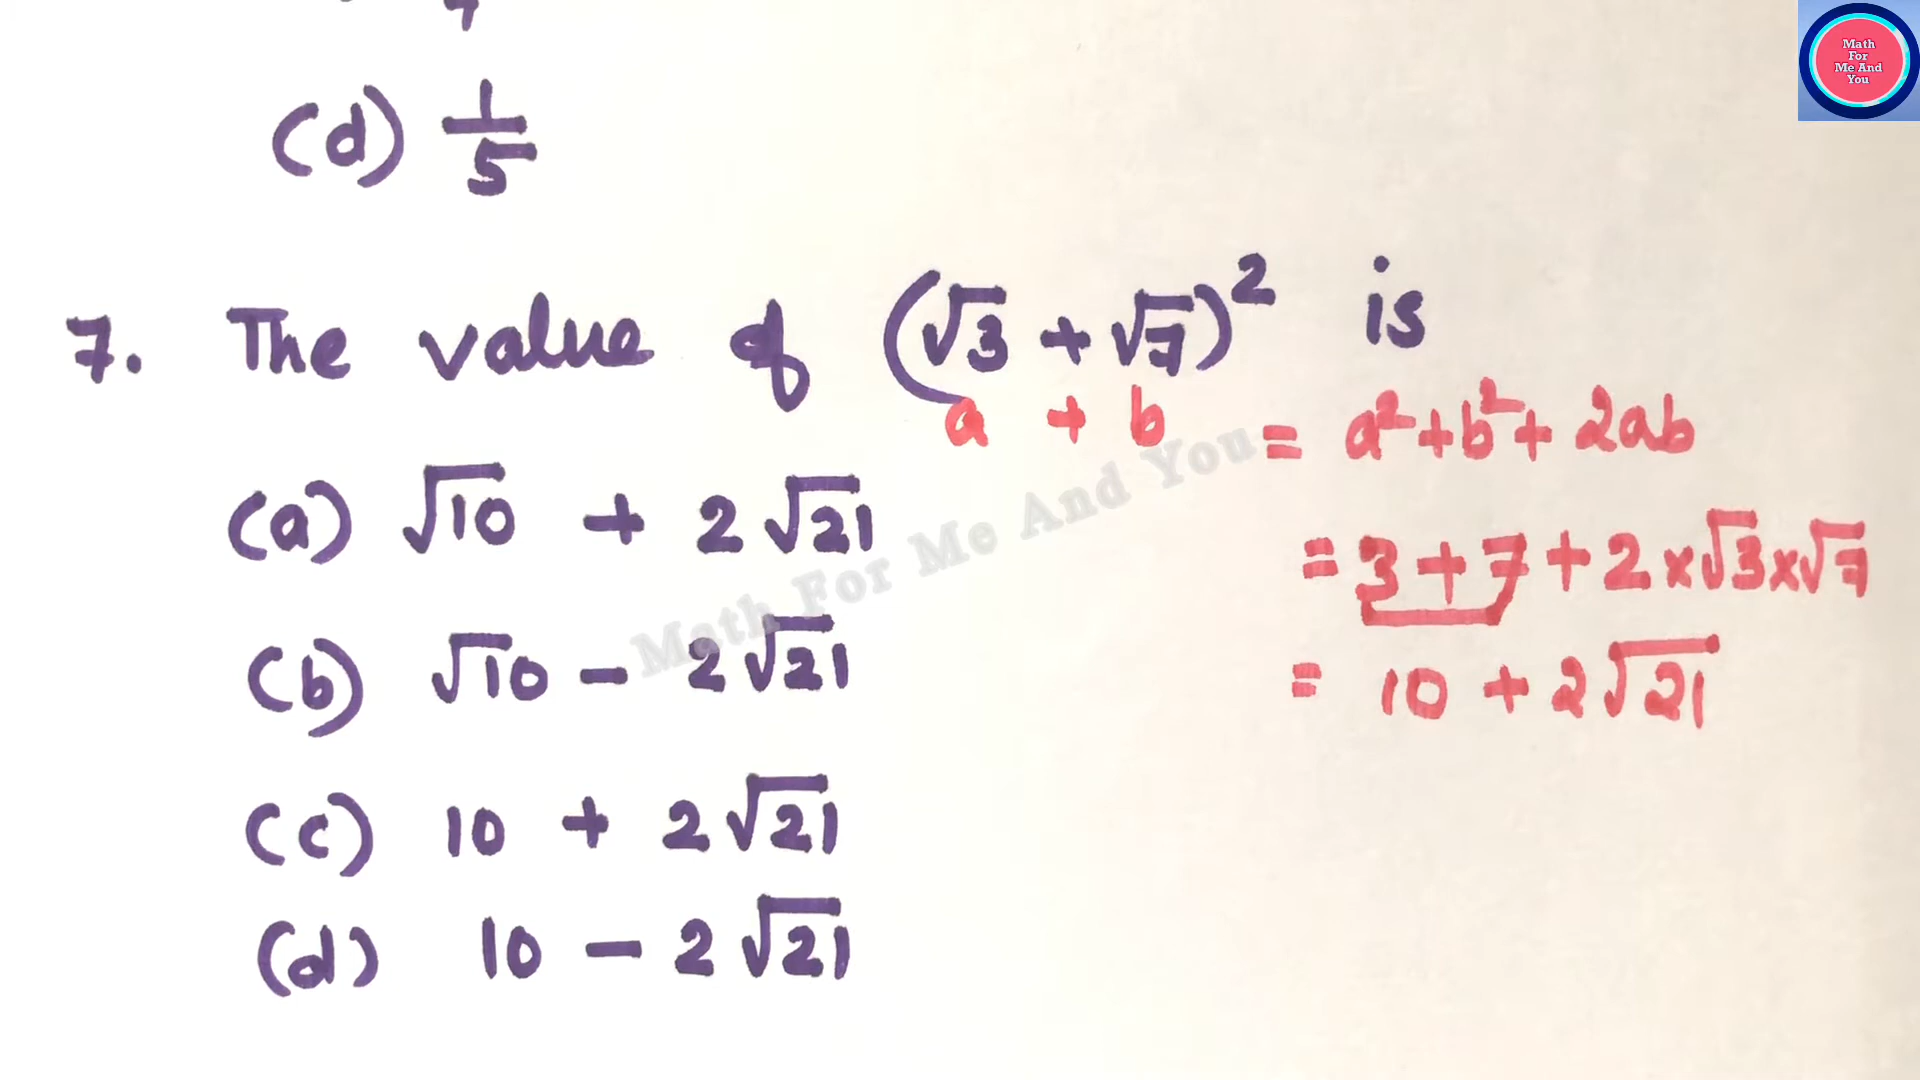 Math
For
Me And
You
(d) 1/5
7. The value of (√3 + √7)² is
a + b = a² + b² + 2ab
(a) √10 + 2√21
= 3 + 7 + 2 × √3 × √7
(b) √10 − 2√21
= 10 + 2√21
(c) 10 + 2√21
(d) 10 − 2√21
Math For Me And You